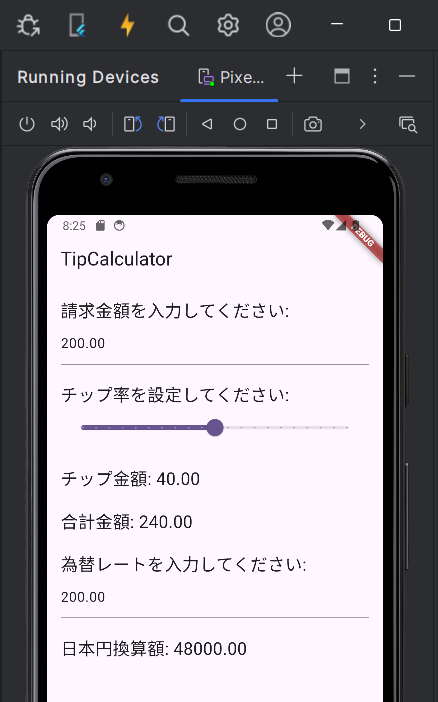 Running Devices
Pixe...
8:25
DEBUG
TipCalculator
請求金額を入力してください:
200.00
チップ率を設定してください:
チップ金額: 40.00
合計金額: 240.00
為替レートを入力してください:
200.00
日本円換算額: 48000.00